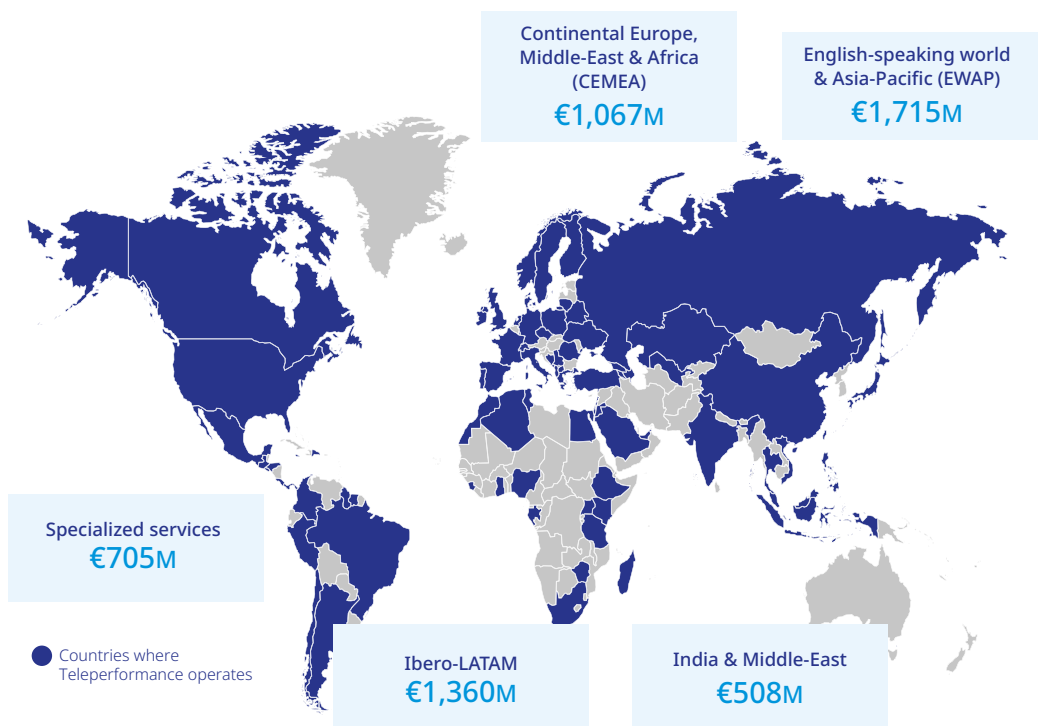 Continental Europe,
Middle-East & Africa
(CEMEA)
€1,067M
English-speaking world
& Asia-Pacific (EWAP)
€1,715M
Specialized services
€705M
Countries where
Teleperformance operates
Ibero-LATAM
€1,360M
India & Middle-East
€508M